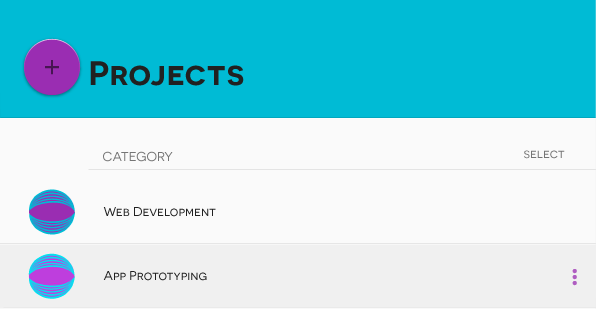 Projects
CATEGORY
SELECT
Web Development
App Prototyping